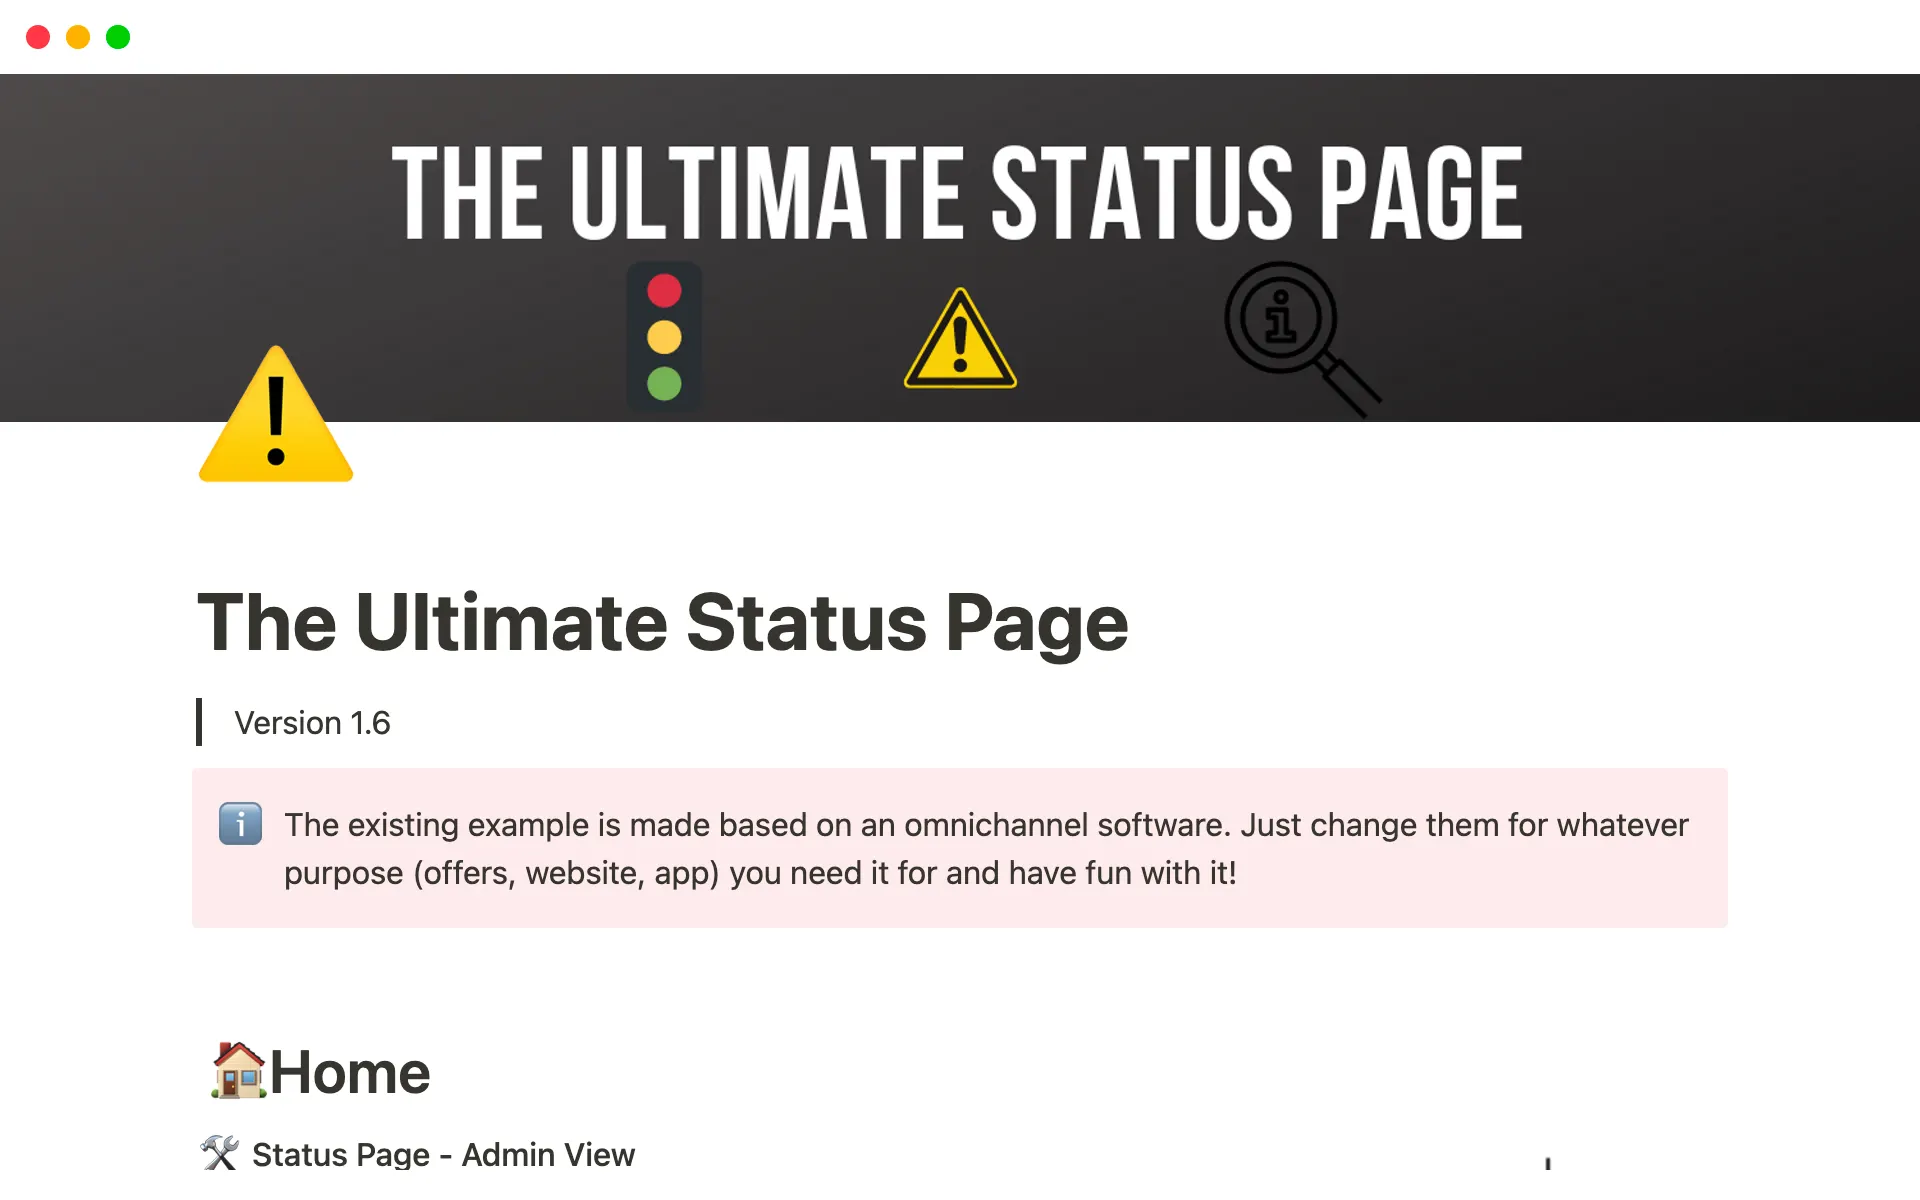 THE ULTIMATE STATUS PAGE
The Ultimate Status Page
Version 1.6
The existing example is made based on an omnichannel software. Just change them for whatever
purpose (offers, website, app) you need it for and have fun with it!
Home
Status Page - Admin View